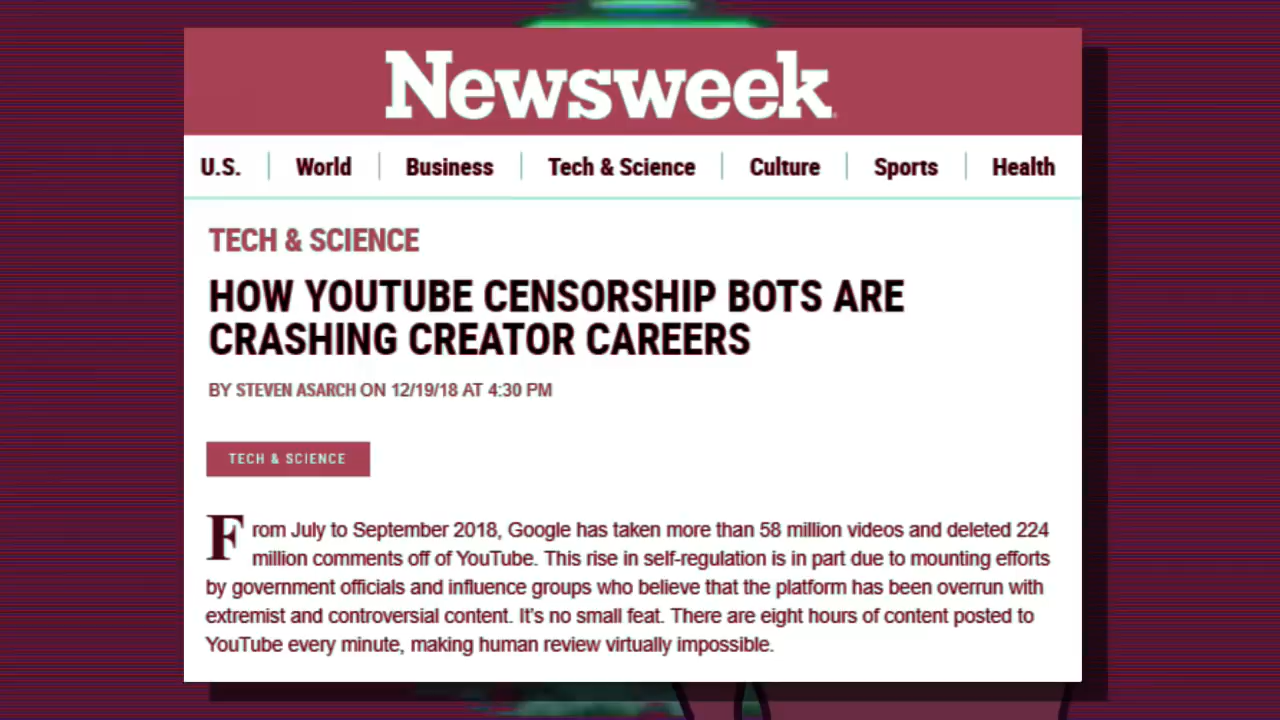 Newsweek
U.S. World Business Tech & Science Culture Sports Health
TECH & SCIENCE
HOW YOUTUBE CENSORSHIP BOTS ARE
CRASHING CREATOR CAREERS
BY STEVEN ASARCH ON 12/19/18 AT 4:30 PM
TECH & SCIENCE
From July to September 2018, Google has taken more than 58 million videos and deleted 224
million comments off of YouTube. This rise in self-regulation is in part due to mounting efforts
by government officials and influence groups who believe that the platform has been overrun with
extremist and controversial content. It's no small feat. There are eight hours of content posted to
YouTube every minute, making human review virtually impossible.